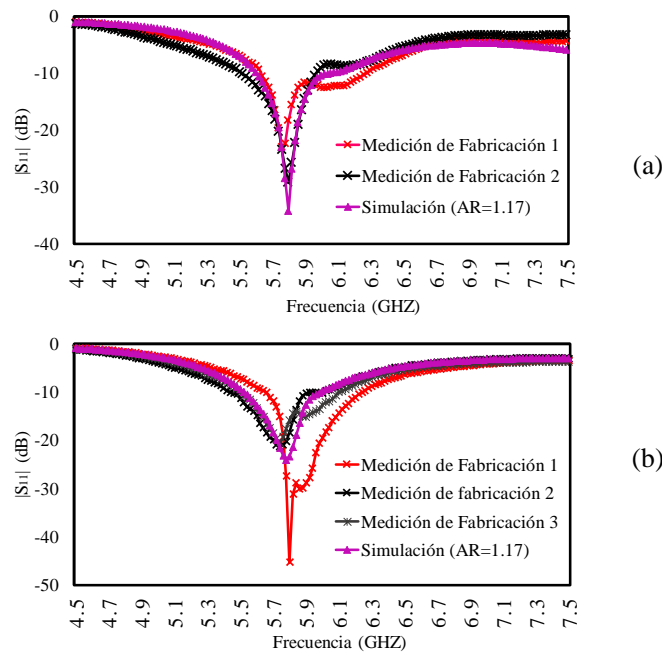 0
-10
-20
-30
-40
|S11| (dB)
Medición de Fabricación 1
Medición de Fabricación 2
Simulación (AR=1.17)
4.5 4.7 4.9 5.1 5.3 5.5 5.7 5.9 6.1 6.3 6.5 6.7 6.9 7.1 7.3 7.5
Frecuencia (GHZ)
(a)
0
-10
-20
-30
-40
-50
|S11| (dB)
Medición de Fabricación 1
Medición de fabricación 2
Medición de Fabricación 3
Simulación (AR=1.17)
4.5 4.7 4.9 5.1 5.3 5.5 5.7 5.9 6.1 6.3 6.5 6.7 6.9 7.1 7.3 7.5
Frecuencia (GHZ)
(b)